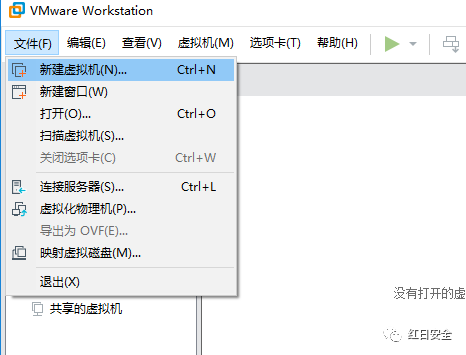 VMware Workstation
文件(F) 编辑(E) 查看(V) 虚拟机(M) 选项卡(T) 帮助(H)
新建虚拟机(N)... Ctrl+N
新建窗口(W)
打开(O)... Ctrl+O
扫描虚拟机(S)...
关闭选项卡(C) Ctrl+W
连接服务器(S)... Ctrl+L
虚拟化物理机(P)...
导出为 OVF(E)...
映射虚拟磁盘(M)...
退出(X)
没有打开的虚
共享的虚拟机
红日安全